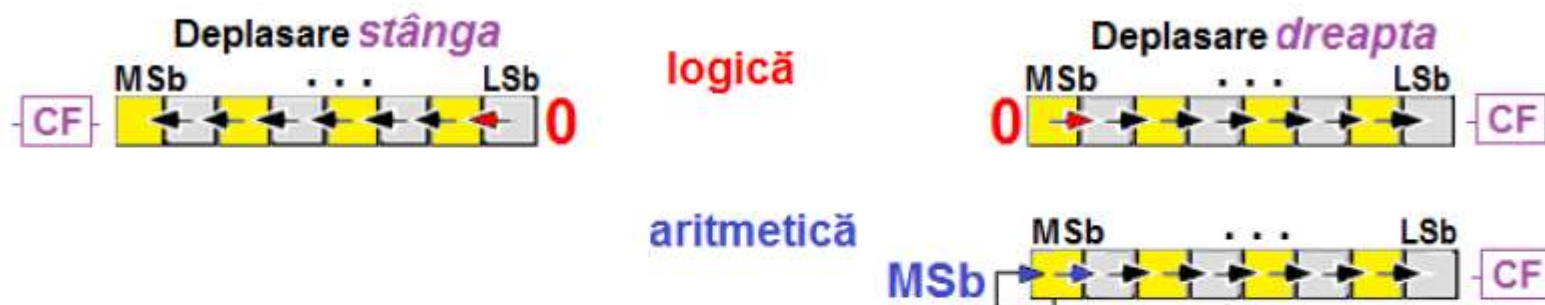 Deplasare stânga
MSb . . . LSb
CF 0
logică
Deplasare dreapta
MSb . . . LSb
0 CF
aritmetică
MSb . . . LSb
MSb CF